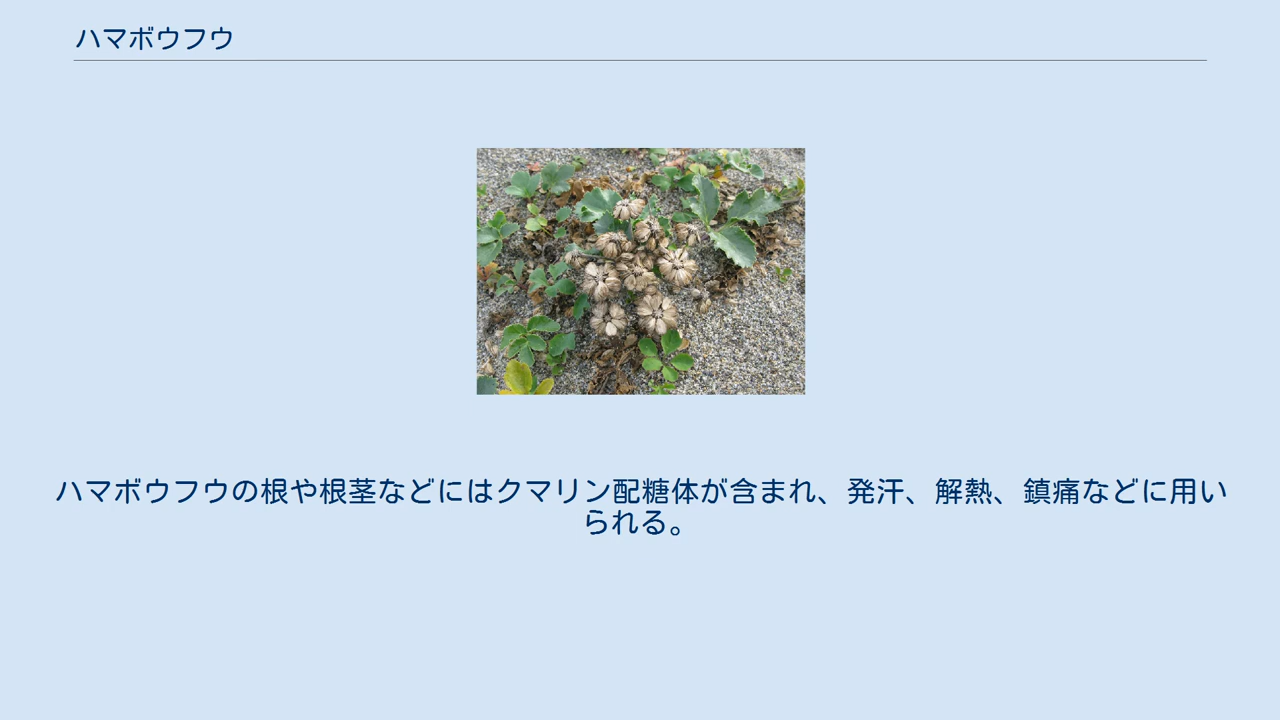 ハマボウフウ
ハマボウフウの根や根茎などにはクマリン配糖体が含まれ、発汗、解熱、鎮痛などに用い
られる。